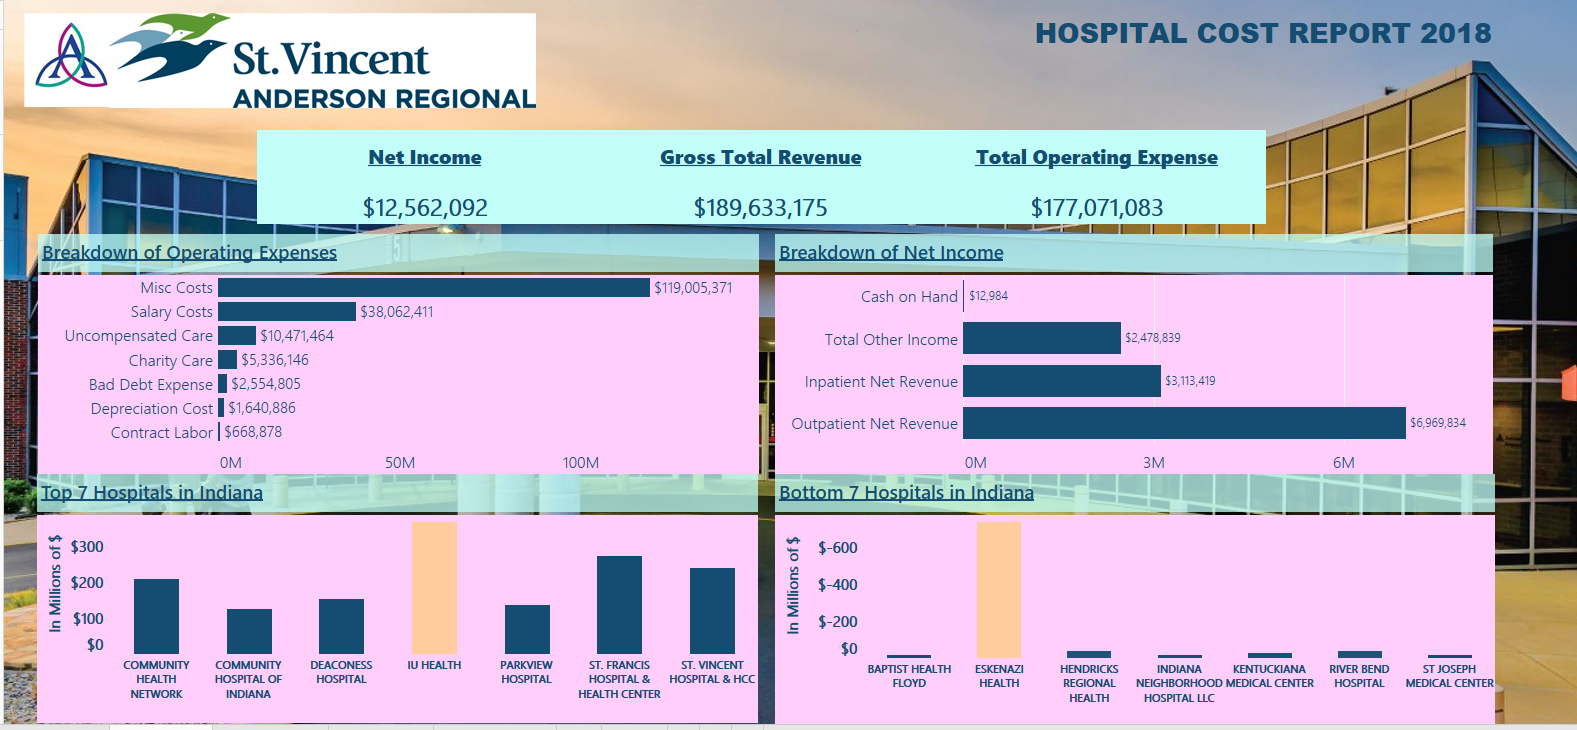 HOSPITAL COST REPORT 2018
A
St.Vincent
ANDERSON REGIONAL
Net Income Gross Total Revenue Total Operating Expense
$12,562,092 $189,633,175 $177,071,083
Breakdown of Operating Expenses
Misc Costs $119,005,371
Salary Costs $38,062,411
Uncompensated Care $10,471,464
Charity Care $5,336,146
Bad Debt Expense $2,554,805
Depreciation Cost $1,640,886
Contract Labor $668,878
0M 50M 100M
Breakdown of Net Income
Cash on Hand $12,984
Total Other Income $2,478,839
Inpatient Net Revenue $3,113,419
Outpatient Net Revenue $6,969,834
0M 3M 6M
Top 7 Hospitals in Indiana
In Millions of $
$300
$200
$100
$0
COMMUNITY
HEALTH
NETWORK
COMMUNITY
HOSPITAL OF
INDIANA
DEACONESS
HOSPITAL
IU HEALTH
PARKVIEW
HOSPITAL
ST. FRANCIS
HOSPITAL &
HEALTH CENTER
ST. VINCENT
HOSPITAL & HCC
Bottom 7 Hospitals in Indiana
In Millions of $
$-600
$-400
$-200
$0
BAPTIST HEALTH
FLOYD
ESKENAZI
HEALTH
HENDRICKS
REGIONAL
HEALTH
INDIANA
NEIGHBORHOOD
HOSPITAL LLC
KENTUCKIANA
MEDICAL CENTER
RIVER BEND
HOSPITAL
ST JOSEPH
MEDICAL CENTER